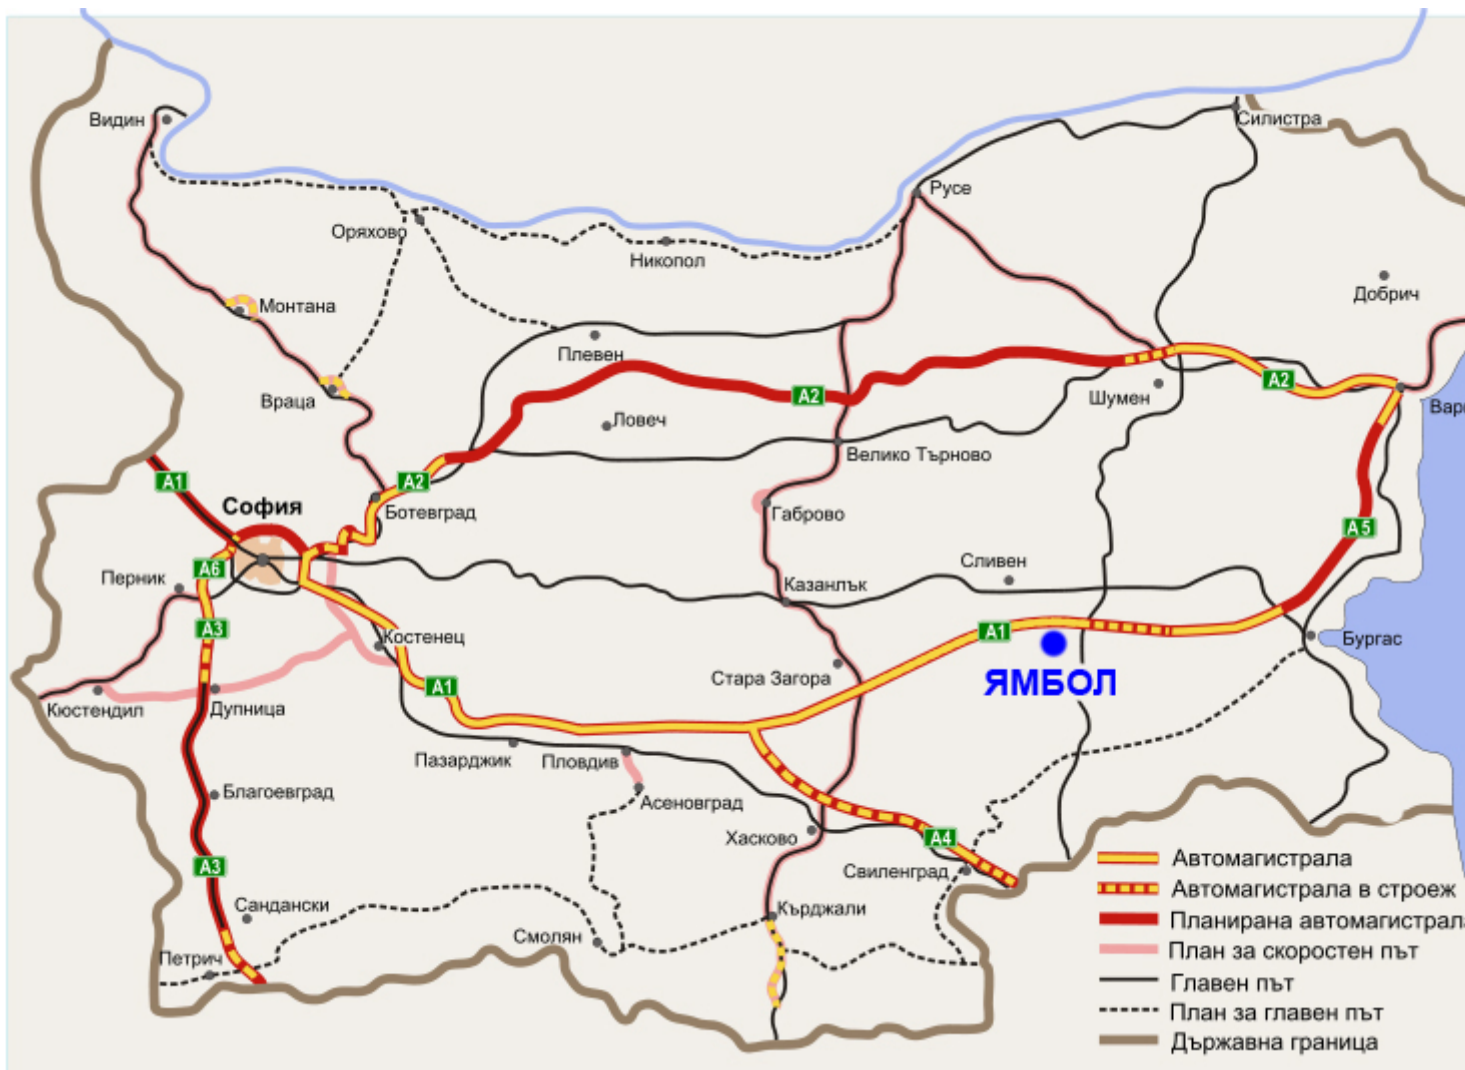 Силистра
Видин
Русе
Оряхово
Никопол
Добрич
Монтана
Плевен
A2
A2
Шумен
Враца
Ловеч
Варн
Велико Търново
A2
A1
София
Ботевград
Габрово
A5
A6
Перник
Сливен
Казанлък
A3
Костенец
A1
Бургас
Стара Загора
ЯМБОЛ
A1
Кюстендил
Дупница
Пазарджик
Пловдив
Благоевград
Асеновград
Хасково
A4
A3
Свиленград
Сандански
Кърджали
Смолян
Петрич
Автомагистрала
Автомагистрала в строеж
Планирана автомагистрала
План за скоростен път
Главен път
План за главен път
Държавна граница